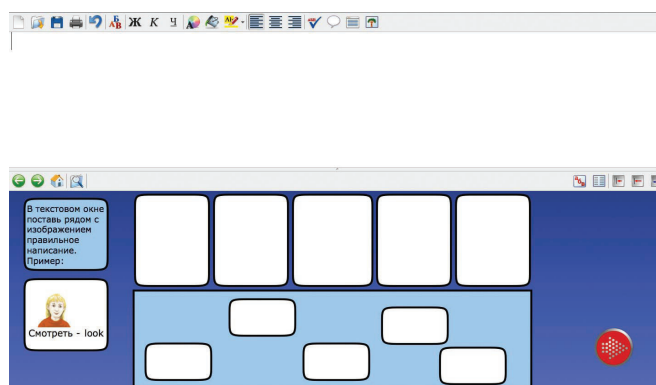 Ж К Ч
В текстовом окне
поставь рядом с
изображением
правильное
написание.
Пример:
Смотреть - look